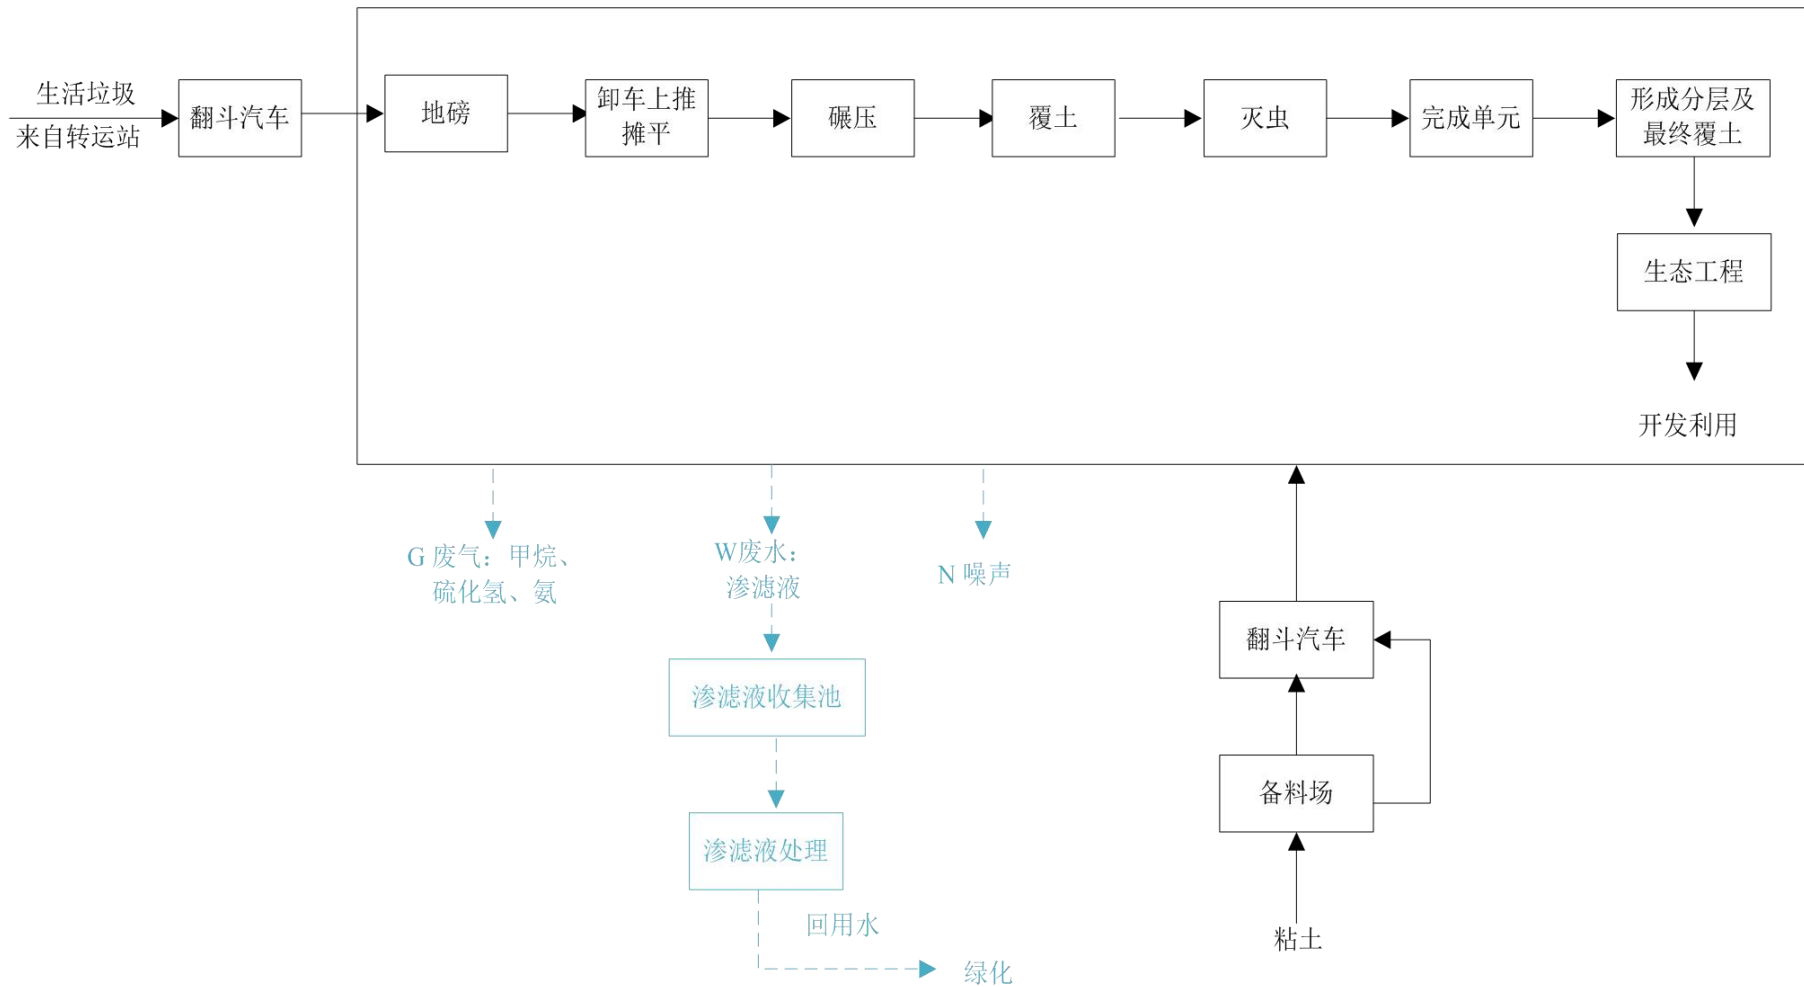 生活垃圾
来自转运站
翻斗汽车
地磅
卸车上推
摊平
碾压
覆土
灭虫
完成单元
形成分层及
最终覆土
生态工程
开发利用
G 废气：甲烷、
硫化氢、氨
W废水：
渗滤液
N 噪声
翻斗汽车
渗滤液收集池
备料场
渗滤液处理
回用水
粘土
绿化